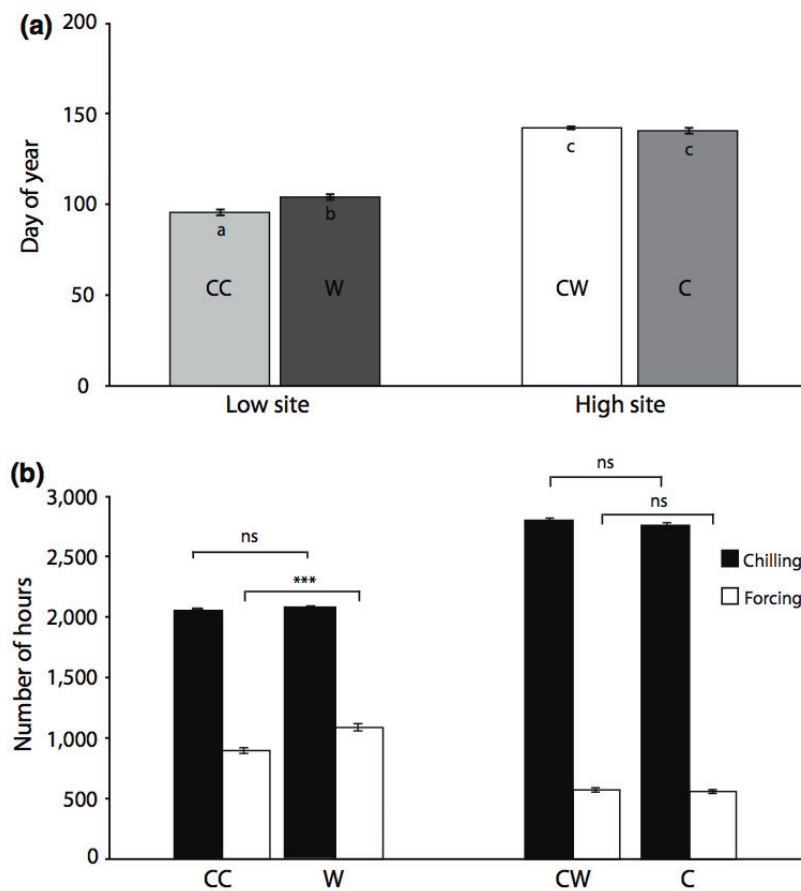 (a)
200
150
100
50
0
Day of year
a
b
c
c
CC
W
CW
C
Low site
High site
(b)
3,000
2,500
2,000
1,500
1,000
500
0
Number of hours
ns
***
ns
ns
Chilling
Forcing
CC
W
CW
C